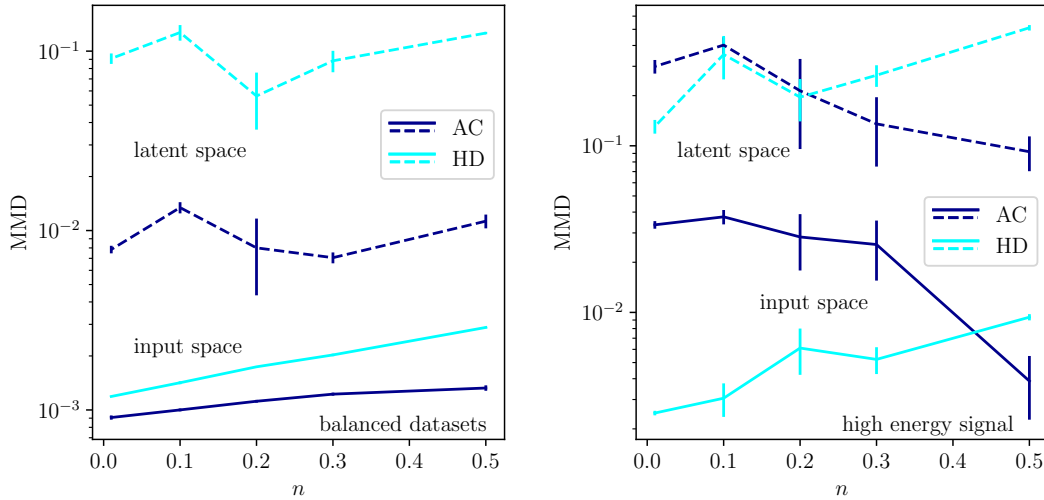 10⁻¹
10⁻²
10⁻³
MMD
latent space
AC
HD
input space
balanced datasets
0.0 0.1 0.2 0.3 0.4 0.5
n
10⁻¹
10⁻²
MMD
latent space
AC
HD
input space
high energy signal
0.0 0.1 0.2 0.3 0.4 0.5
n